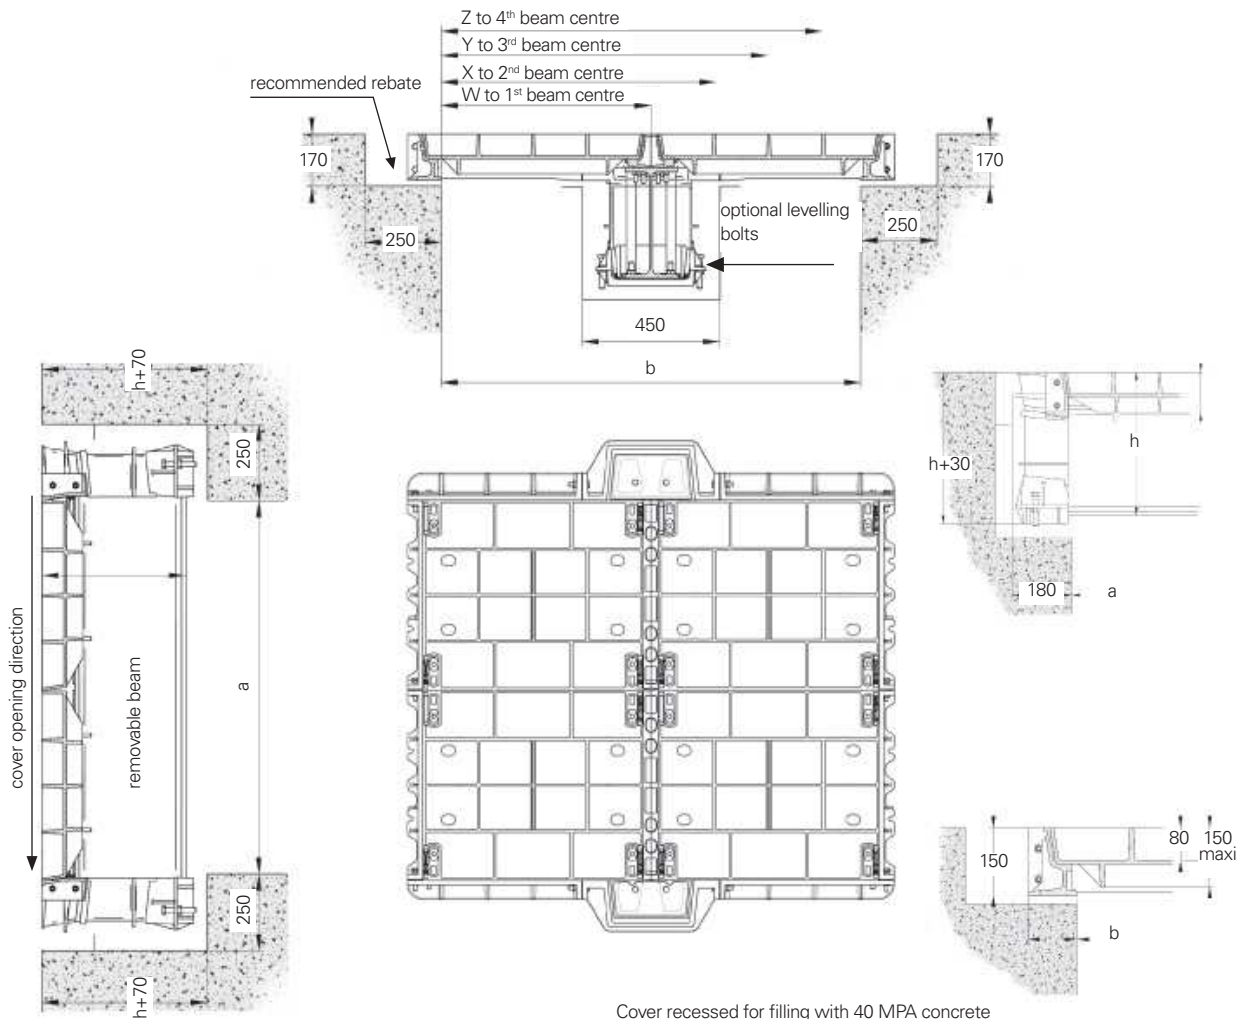 Z to 4th beam centre
Y to 3rd beam centre
X to 2nd beam centre
W to 1st beam centre
recommended rebate
170
170
optional levelling
bolts
250
250
450
b
h+70
250
cover opening direction
removable beam
a
250
h+70
h
h+30
180
a
80
150
maxi
150
b
Cover recessed for filling with 40 MPA concrete